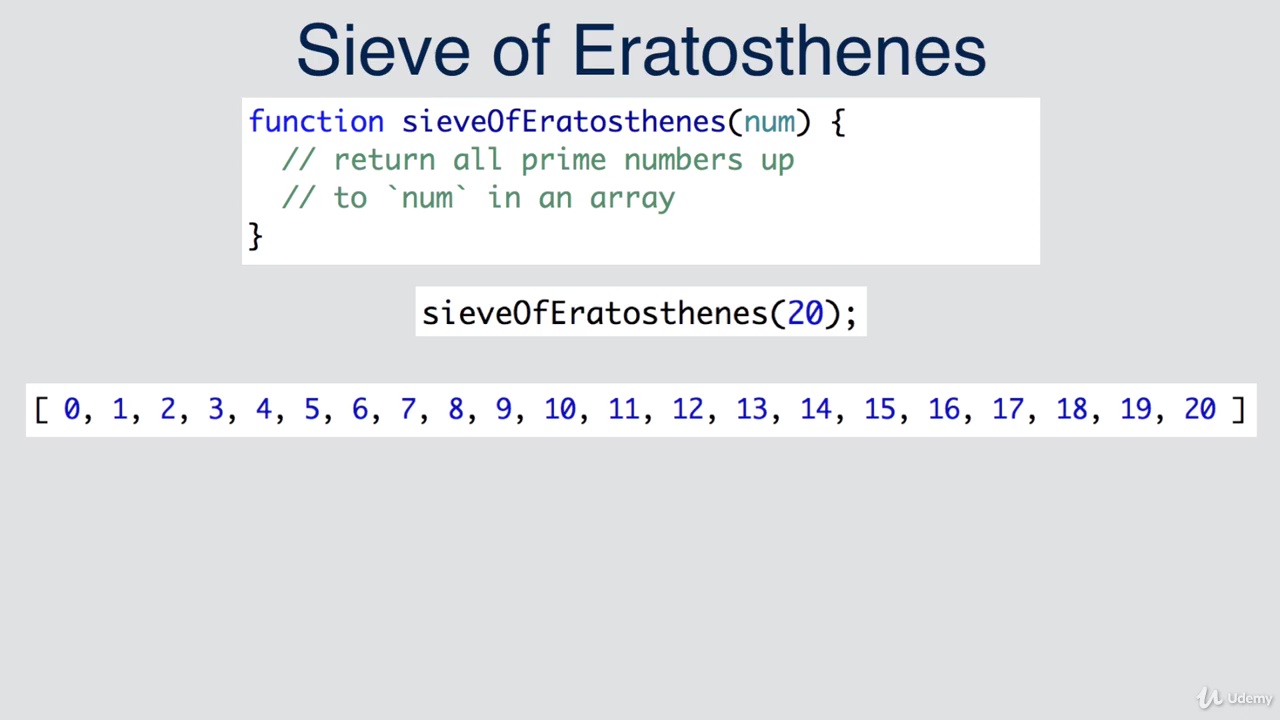 Sieve of Eratosthenes
function sieveOfEratosthenes(num) {
  // return all prime numbers up
  // to `num` in an array
}
sieveOfEratosthenes(20);
[ 0, 1, 2, 3, 4, 5, 6, 7, 8, 9, 10, 11, 12, 13, 14, 15, 16, 17, 18, 19, 20 ]
Udemy